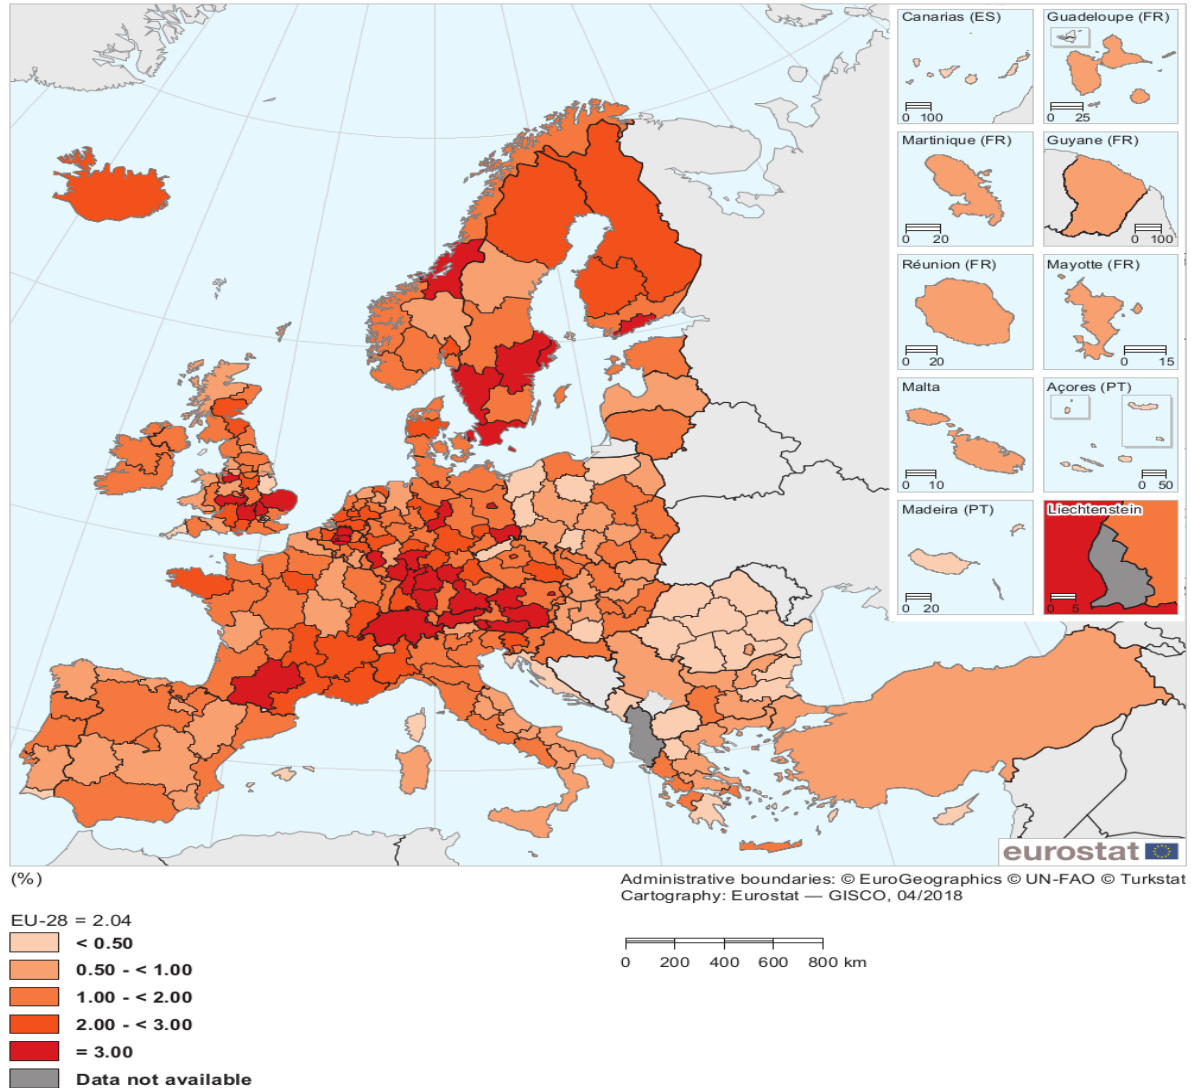 Canarias (ES)
0 100
Guadeloupe (FR)
0 25
Martinique (FR)
0 20
Guyane (FR)
0 100
Réunion (FR)
0 20
Mayotte (FR)
0 15
Malta
0 10
Açores (PT)
0 50
Madeira (PT)
0 20
Liechtenstein
0 5
eurostat
(%)
Administrative boundaries: © EuroGeographics © UN-FAO © Turkstat
Cartography: Eurostat — GISCO, 04/2018
EU-28 = 2.04
< 0.50
0.50 - < 1.00
1.00 - < 2.00
2.00 - < 3.00
= 3.00
Data not available
0 200 400 600 800 km